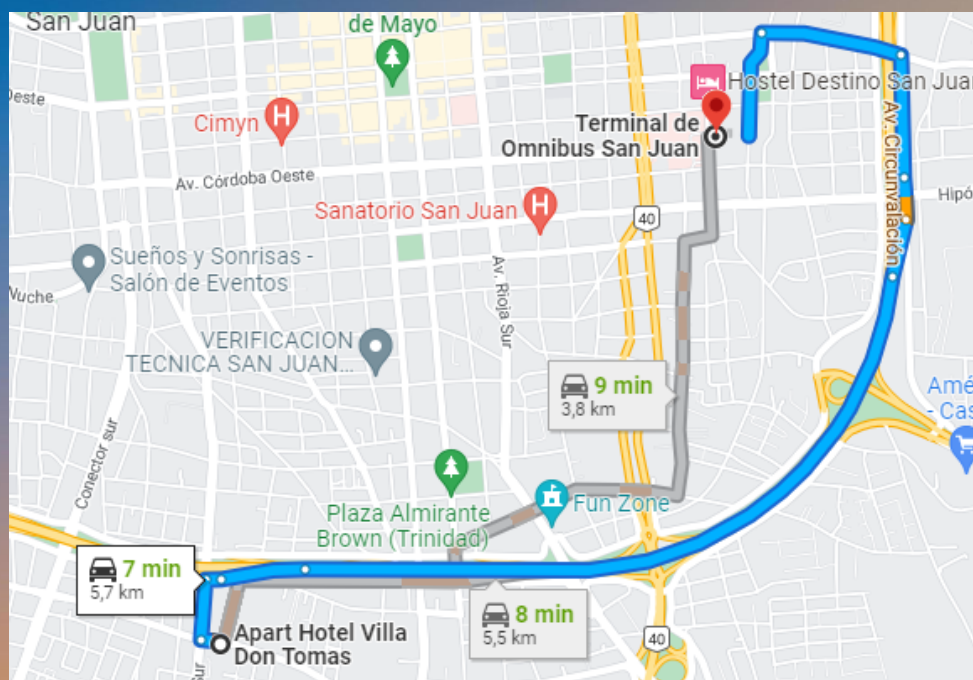 San Juan
de Mayo
Oeste
Hostel Destino San Juan
Cimyn
Terminal de
Omnibus San Juan
Av. Córdoba Oeste
Av. Circunvalación
Sanatorio San Juan
40
Hipó
Sueños y Sonrisas -
Salón de Eventos
Nuche
Av. Rioja Sur
VERIFICACION
TECNICA SAN JUAN...
9 min
3,8 km
Amé
- Cas
Conector sur
Plaza Almirante
Brown (Trinidad)
Fun Zone
7 min
5,7 km
8 min
5,5 km
Apart Hotel Villa
Don Tomas
40
Sur